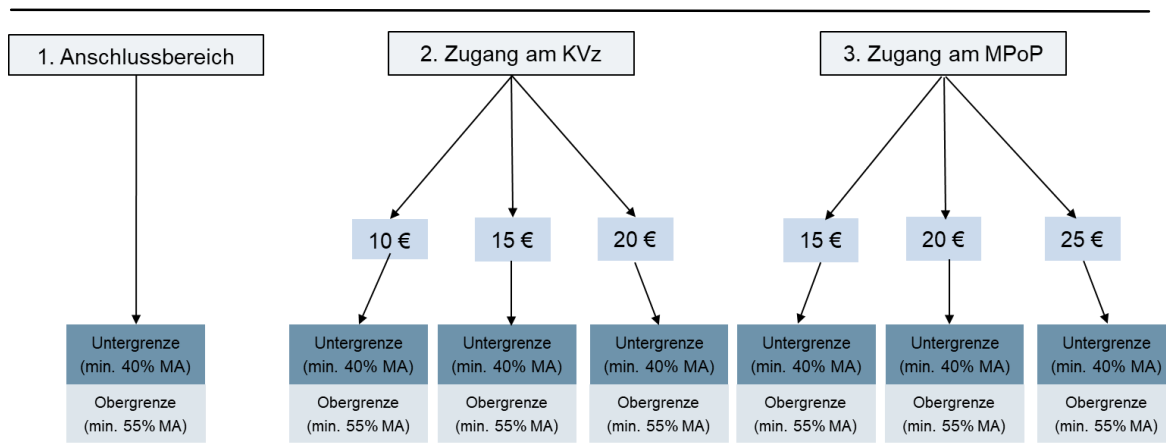 1. Anschlussbereich
2. Zugang am KVz
3. Zugang am MPoP
10 €
15 €
20 €
15 €
20 €
25 €
Untergrenze
(min. 40% MA)
Obergrenze
(min. 55% MA)
Untergrenze
(min. 40% MA)
Obergrenze
(min. 55% MA)
Untergrenze
(min. 40% MA)
Obergrenze
(min. 55% MA)
Untergrenze
(min. 40% MA)
Obergrenze
(min. 55% MA)
Untergrenze
(min. 40% MA)
Obergrenze
(min. 55% MA)
Untergrenze
(min. 40% MA)
Obergrenze
(min. 55% MA)
Untergrenze
(min. 40% MA)
Obergrenze
(min. 55% MA)